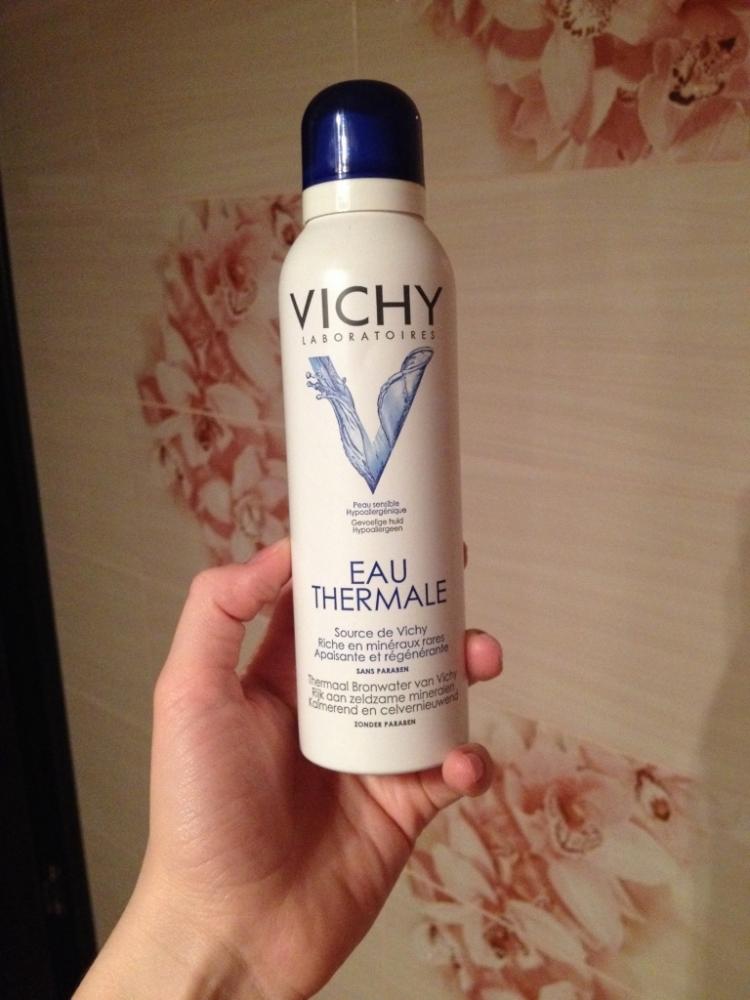 VICHY
LABORATOIRES
Peau sensible
Hypoallergénique
Gevoelige huid
Hypoallergeen
EAU
THERMALE
Source de Vichy
Riche en minéraux rares
Apaisante et régénérante
SANS PARABEN
Thermaal Bronwater van Vichy
Rijk aan zeldzame mineralen
Kalmerend en celvernieuwend
ZONDER PARABEN